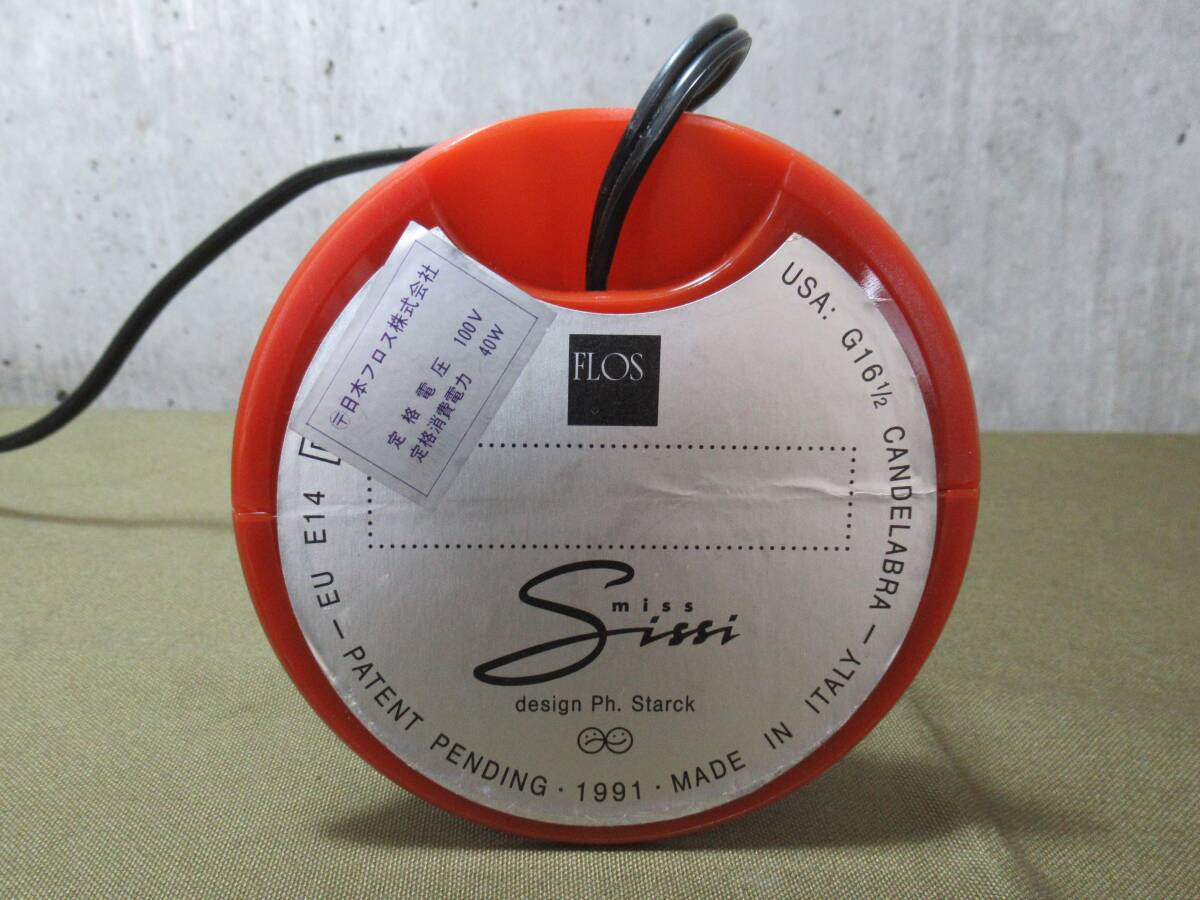 〒日本フロス株式会社
定格電圧 100V
定格消費電力 40W
FLOS
USA: G16½ CANDELABRA
EU E14
miss
Sissi
design Ph. Starck
PATENT PENDING · 1991 · MADE IN ITALY